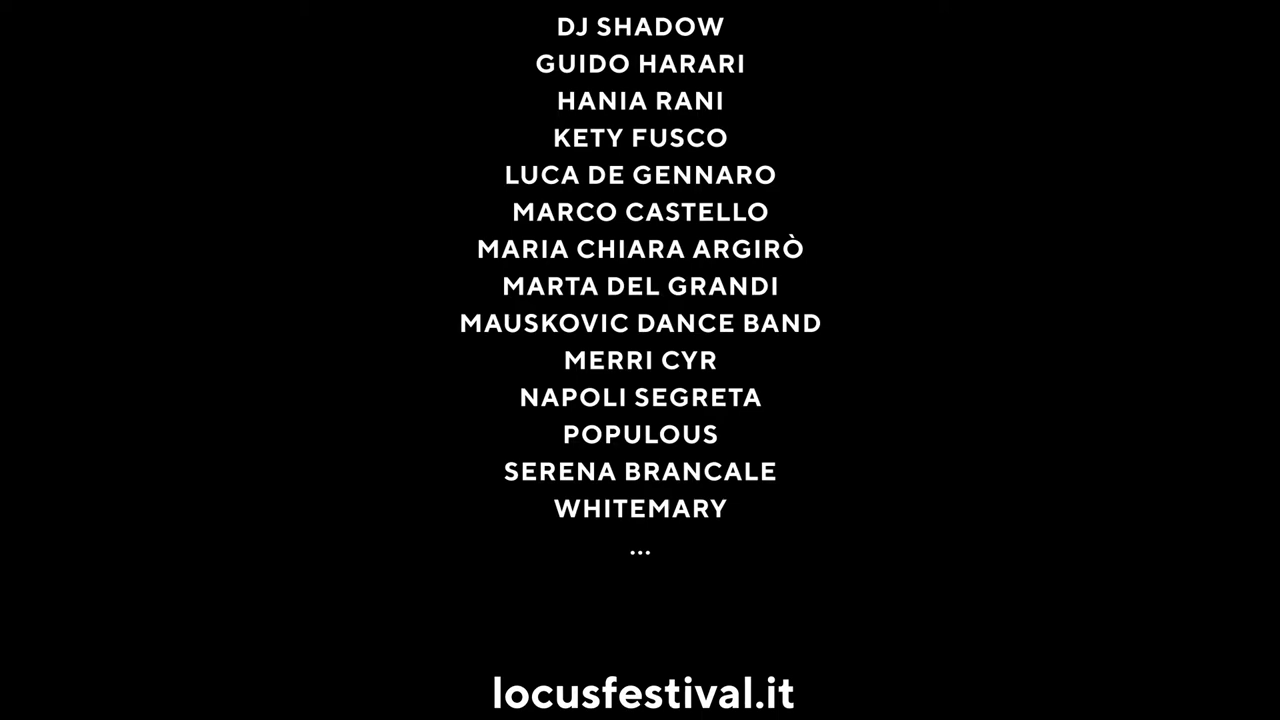 DJ SHADOW
GUIDO HARARI
HANIA RANI
KETY FUSCO
LUCA DE GENNARO
MARCO CASTELLO
MARIA CHIARA ARGIRÒ
MARTA DEL GRANDI
MAUSKOVIC DANCE BAND
MERRI CYR
NAPOLI SEGRETA
POPULOUS
SERENA BRANCALE
WHITEMARY
...
locusfestival.it